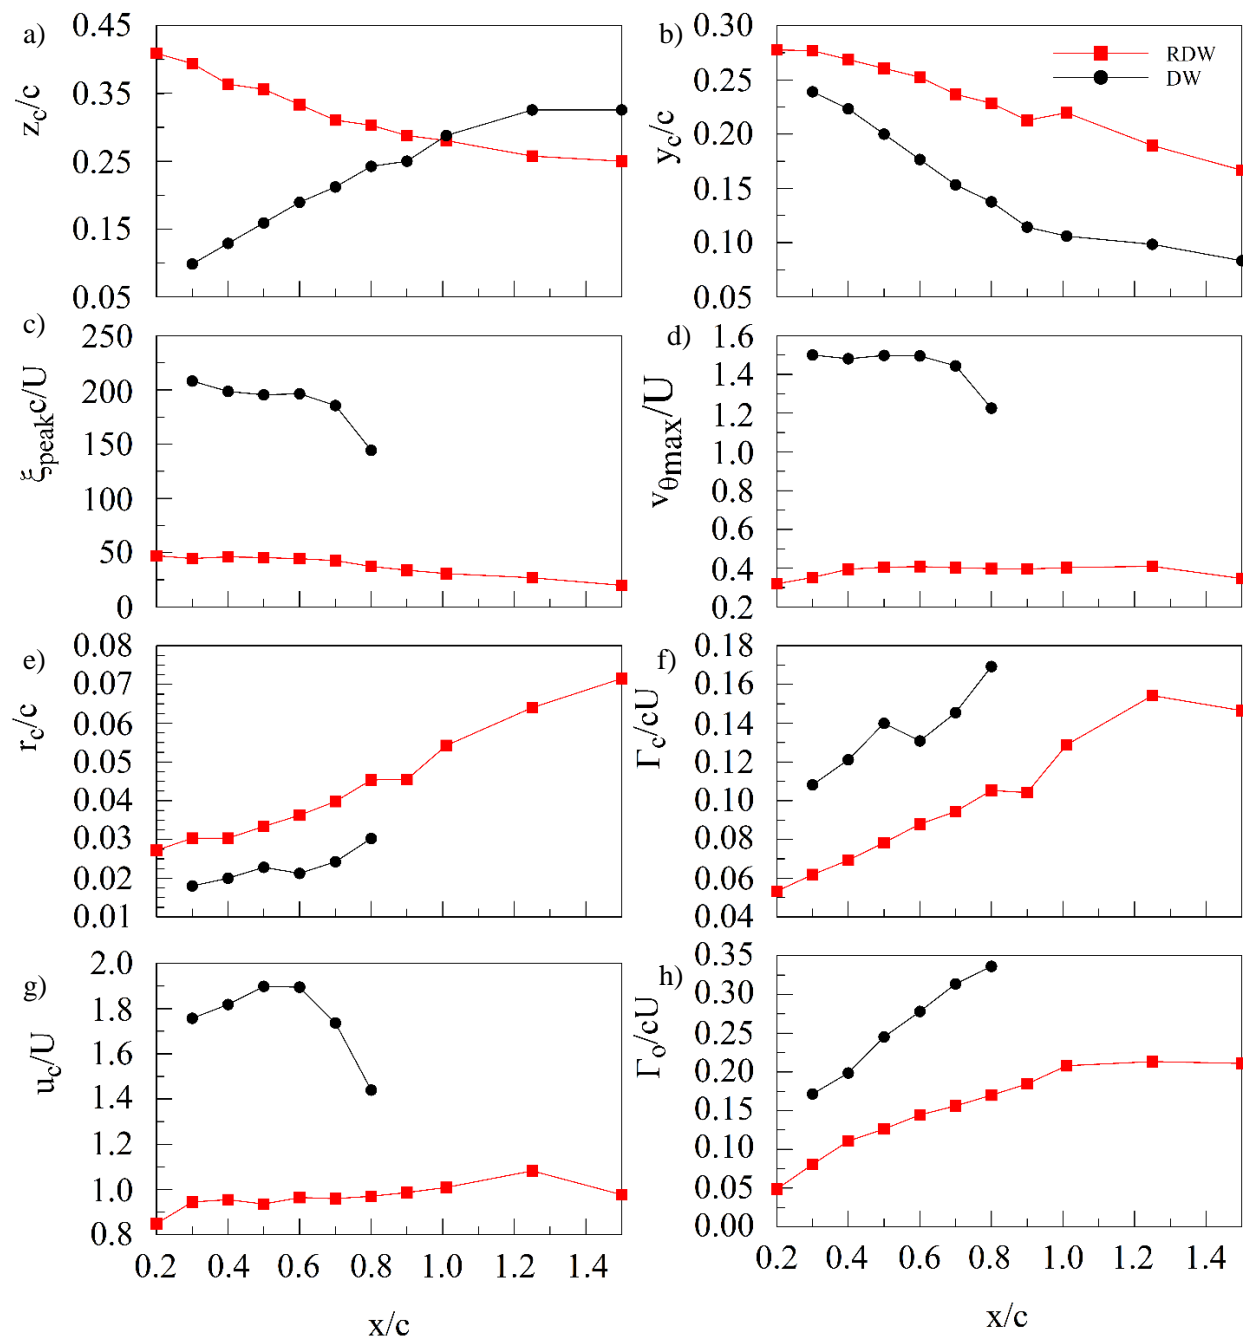 a)
0.45
0.35
0.25
0.15
0.05
z_c/c
b)
0.30
0.25
0.20
0.15
0.10
0.05
y_c/c
RDW
DW
c)
250
200
150
100
50
0
ξ_peak c/U
d)
1.6
1.4
1.2
1.0
0.8
0.6
0.4
0.2
v_θmax/U
e)
0.08
0.07
0.06
0.05
0.04
0.03
0.02
0.01
r_c/c
f)
0.18
0.16
0.14
0.12
0.10
0.08
0.06
0.04
Γ_c/cU
g)
2.0
1.8
1.6
1.4
1.2
1.0
0.8
u_c/U
0.2 0.4 0.6 0.8 1.0 1.2 1.4
x/c
h)
0.35
0.30
0.25
0.20
0.15
0.10
0.05
0.00
Γ_o/cU
0.2 0.4 0.6 0.8 1.0 1.2 1.4
x/c